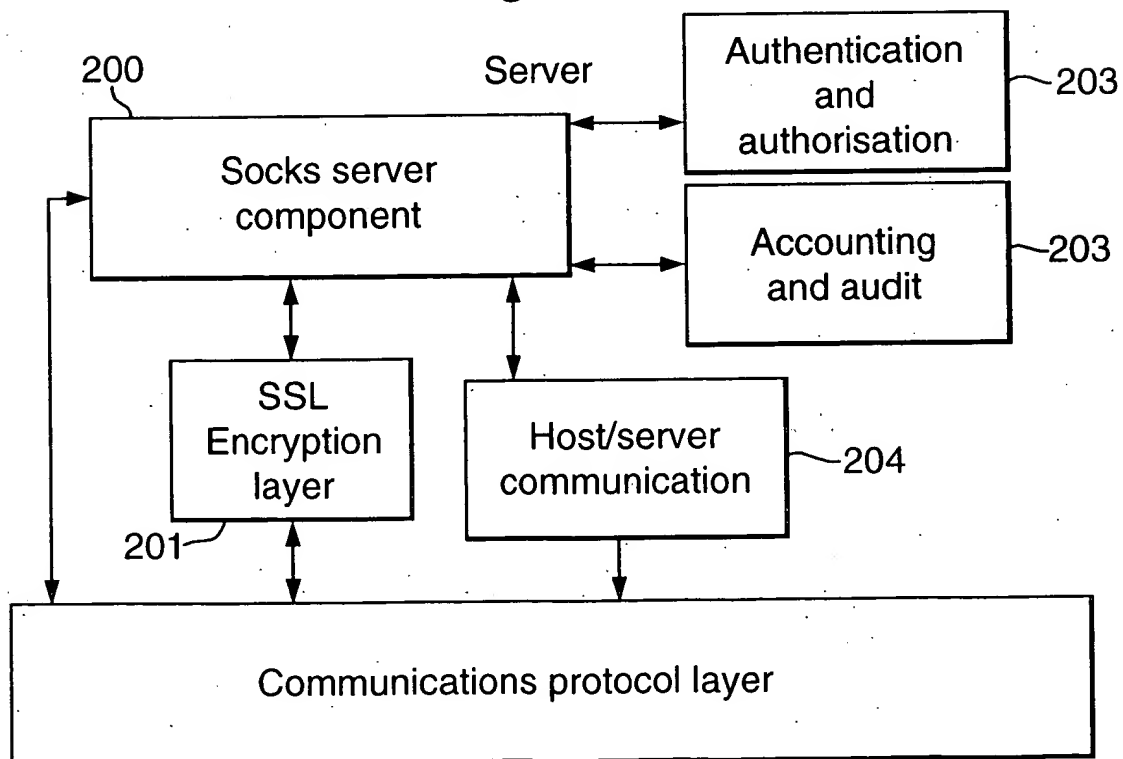 200
Server
Authentication
and
authorisation
203
Socks server
component
Accounting
and audit
203
SSL
Encryption
layer
201
Host/server
communication
204
Communications protocol layer